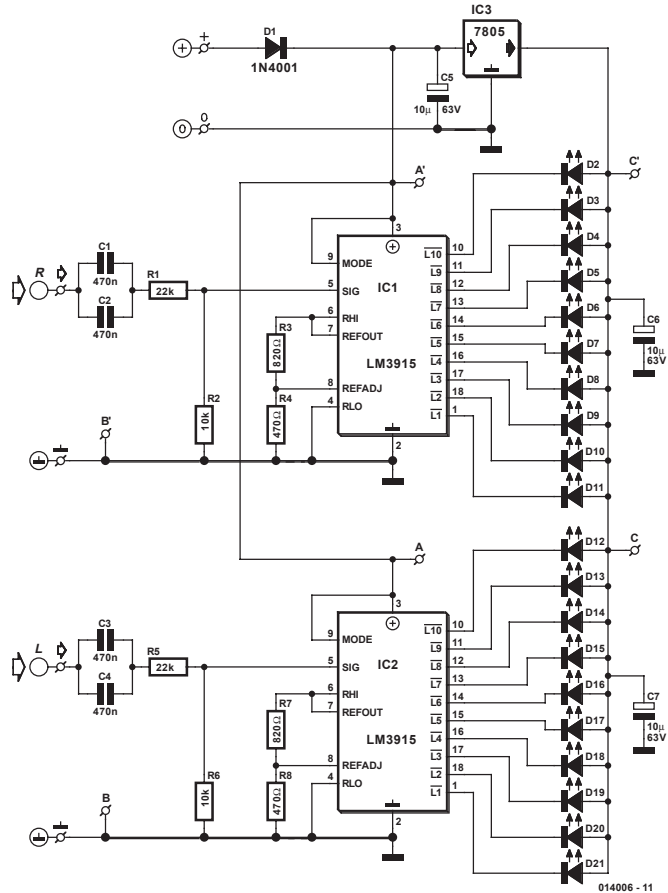 IC3
+
D1
7805
1N4001
C5
10µ 63V
0
0
A'
D2
C'
3
D3
C1
470n
9
MODE
L10
10
D4
R
R1
22k
5
SIG
IC1
L9
11
L8
12
D5
C2
470n
R3
820Ω
6
RHI
L7
13
D6
7
REFOUT
L6
14
C6
10µ
63V
L5
15
D7
LM3915
L4
16
D8
R2
10k
R4
470Ω
8
REFADJ
L3
17
4
RLO
L2
18
D9
B'
L1
1
2
D10
D11
A
D12
C
3
D13
C3
470n
9
MODE
L10
10
D14
L
R5
22k
5
SIG
IC2
L9
11
L8
12
D15
C4
470n
R7
820Ω
6
RHI
L7
13
D16
7
REFOUT
L6
14
C7
10µ
63V
L5
15
D17
LM3915
L4
16
D18
R6
10k
R8
470Ω
8
REFADJ
L3
17
4
RLO
L2
18
D19
B
L1
1
2
D20
D21
014006 - 11